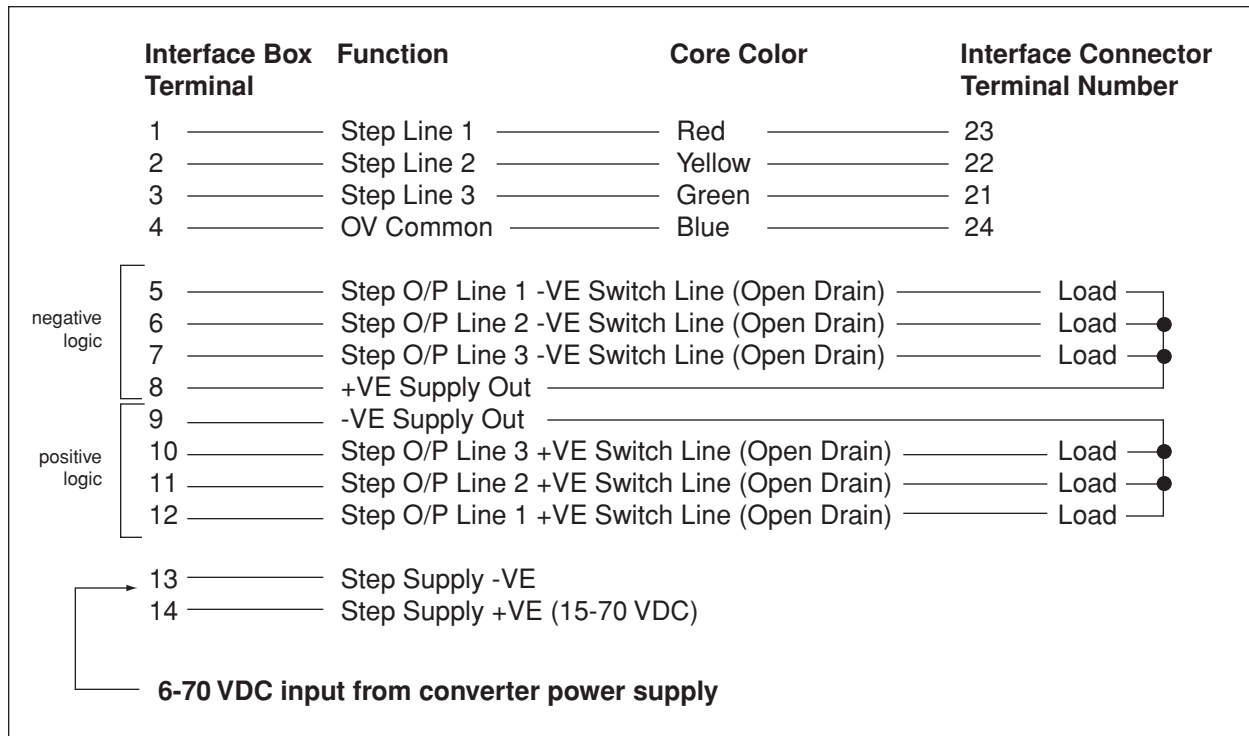 Interface Box Function Core Color Interface Connector
Terminal Terminal Number
1 Step Line 1 Red 23
2 Step Line 2 Yellow 22
3 Step Line 3 Green 21
4 OV Common Blue 24
negative
logic
5 Step O/P Line 1 -VE Switch Line (Open Drain) Load
6 Step O/P Line 2 -VE Switch Line (Open Drain) Load
7 Step O/P Line 3 -VE Switch Line (Open Drain) Load
8 +VE Supply Out
positive
logic
9 -VE Supply Out
10 Step O/P Line 3 +VE Switch Line (Open Drain) Load
11 Step O/P Line 2 +VE Switch Line (Open Drain) Load
12 Step O/P Line 1 +VE Switch Line (Open Drain) Load
13 Step Supply -VE
14 Step Supply +VE (15-70 VDC)
6-70 VDC input from converter power supply